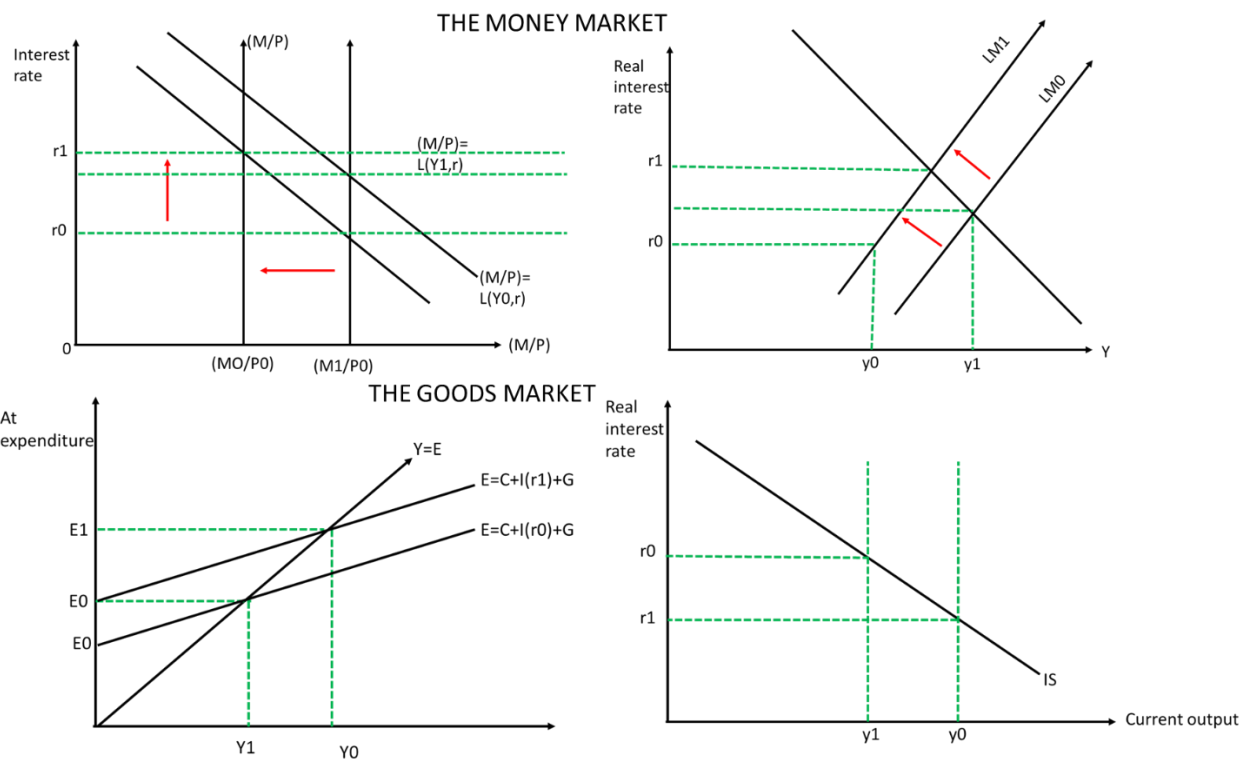 THE MONEY MARKET
Interest
rate
(M/P)
r1
r0
(M/P)=
L(Y1,r)
(M/P)=
L(Y0,r)
0
(MO/P0)
(M1/P0)
(M/P)
Real
interest
rate
LM1
LM0
r1
r0
y0
y1
Y
THE GOODS MARKET
At
expenditure
Y=E
E=C+I(r1)+G
E=C+I(r0)+G
E1
E0
E0
Y1
Y0
Real
interest
rate
r0
r1
IS
y1
y0
Current output